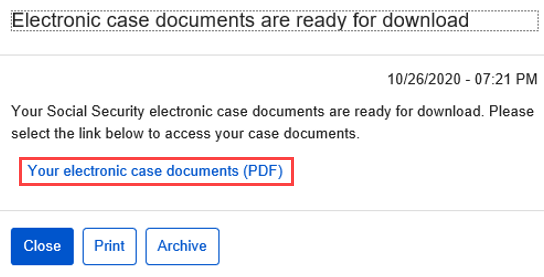 Electronic case documents are ready for download
10/26/2020 - 07:21 PM
Your Social Security electronic case documents are ready for download. Please
select the link below to access your case documents.
Your electronic case documents (PDF)
Close Print Archive